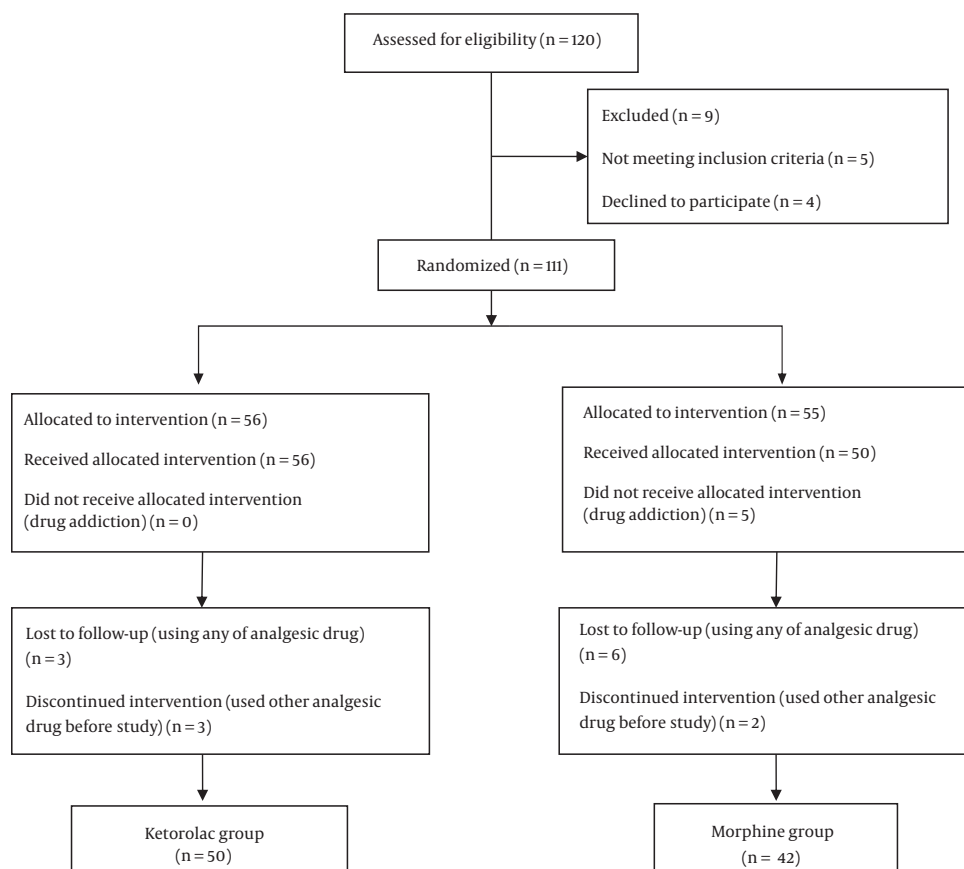 Assessed for eligibility (n = 120)
Excluded (n = 9)
Not meeting inclusion criteria (n = 5)
Declined to participate (n = 4)
Randomized (n = 111)
Allocated to intervention (n = 56)
Received allocated intervention (n = 56)
Did not receive allocated intervention
(drug addiction) (n = 0)
Allocated to intervention (n = 55)
Received allocated intervention (n = 50)
Did not receive allocated intervention
(drug addiction) (n = 5)
Lost to follow-up (using any of analgesic drug)
(n = 3)
Discontinued intervention (used other analgesic
drug before study) (n = 3)
Lost to follow-up (using any of analgesic drug)
(n = 6)
Discontinued intervention (used other analgesic
drug before study) (n = 2)
Ketorolac group
(n = 50)
Morphine group
(n = 42)